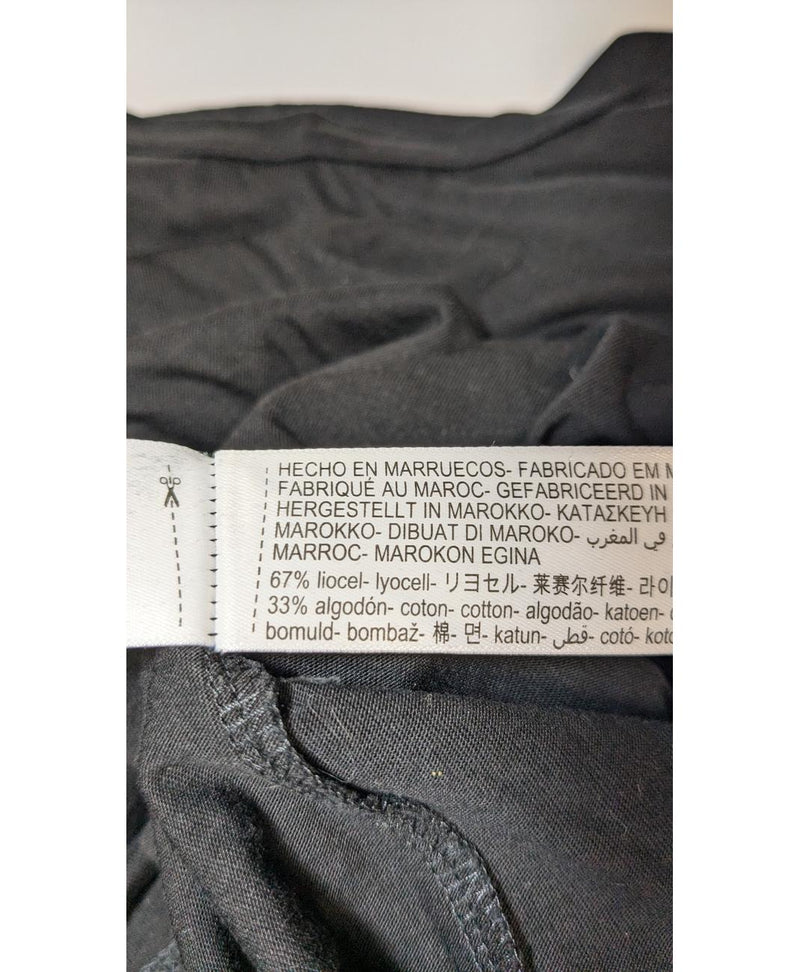 HECHO EN MARRUECOS- FABRICADO EM
FABRIQUÉ AU MAROC- GEFABRICEERD IN
HERGESTELLT IN MAROKKO- ΚΑΤΑΣΚΕΥΗ
MAROKKO- DIBUAT DI MAROKO- في المغرب
MARROC- MAROKON EGINA
67% liocel- lyocell- リヨセル- 莱赛尔纤维-
33% algodón- coton- cotton- algodão- katoen-
bomuld- bombaž- 棉- 면- katun- قطن- cotó-